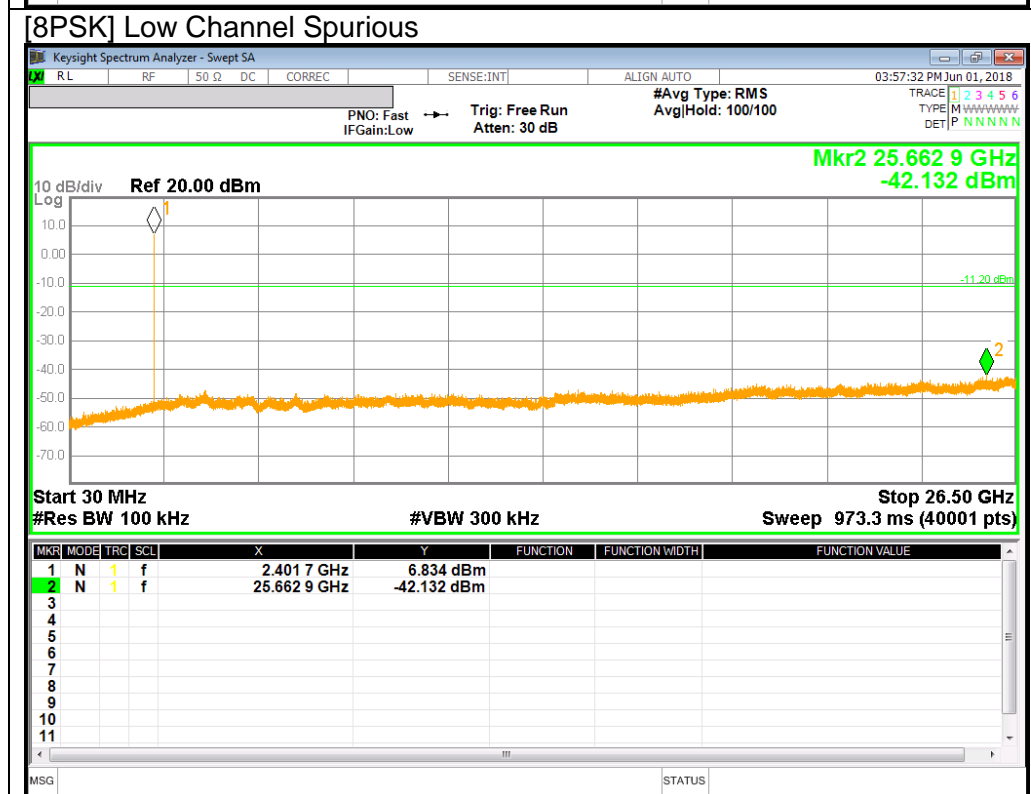 [8PSK] Low Channel Spurious
Keysight Spectrum Analyzer - Swept SA
LXI RL RF 50 Ω DC CORREC SENSE:INT ALIGN AUTO 03:57:32 PM Jun 01, 2018
#Avg Type: RMS TRACE 1 2 3 4 5 6
PNO: Fast Trig: Free Run Avg|Hold: 100/100 TYPE M WWWWW
IFGain:Low Atten: 30 dB DET P N N N N N
Mkr2 25.662 9 GHz
10 dB/div Ref 20.00 dBm -42.132 dBm
Log
1
10.0
0.00
-10.0 -11.20 dBm
-20.0
-30.0
2
-40.0
-50.0
-60.0
-70.0
Start 30 MHz Stop 26.50 GHz
#Res BW 100 kHz #VBW 300 kHz Sweep 973.3 ms (40001 pts)
MKR MODE TRC SCL X Y FUNCTION FUNCTION WIDTH FUNCTION VALUE
1 N 1 f 2.401 7 GHz 6.834 dBm
2 N 1 f 25.662 9 GHz -42.132 dBm
3
4
5
6
7
8
9
10
11
MSG STATUS